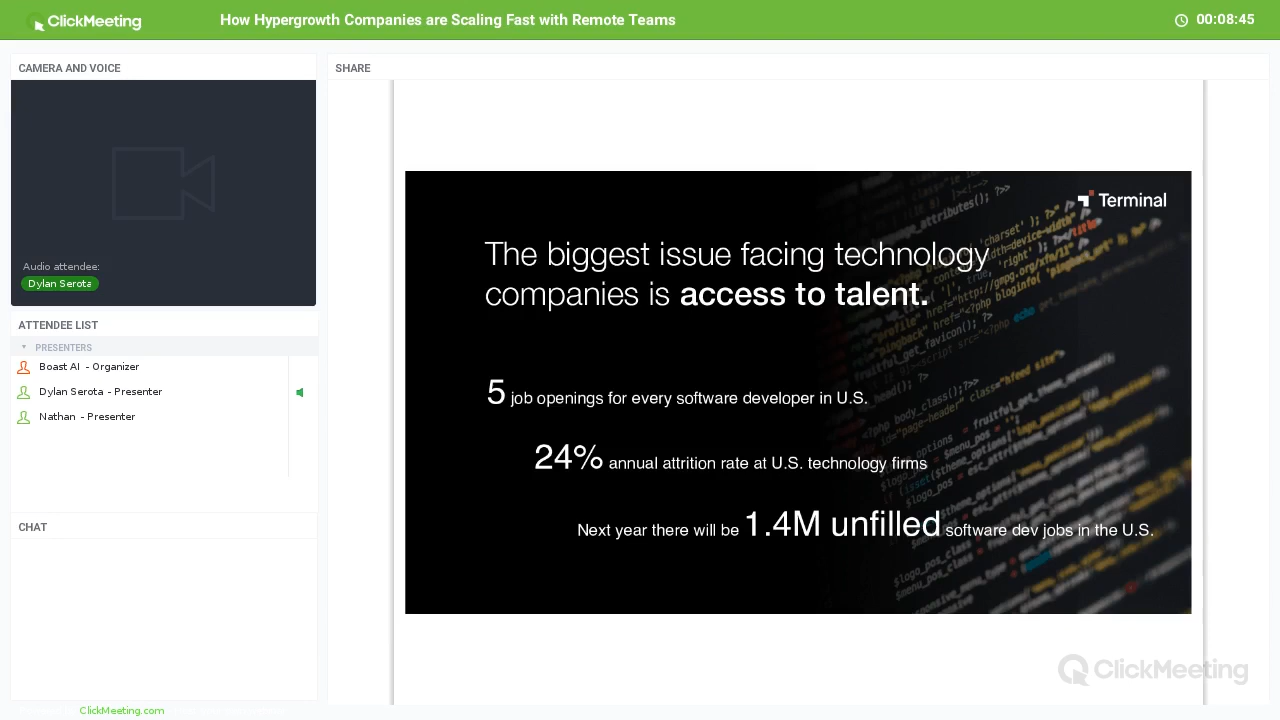 ClickMeeting
How Hypergrowth Companies are Scaling Fast with Remote Teams
00:08:45
CAMERA AND VOICE
Audio attendee:
Dylan Serota
ATTENDEE LIST
PRESENTERS
Boast AI - Organizer
Dylan Serota - Presenter
Nathan - Presenter
CHAT
ClickMeeting.com
SHARE
Terminal
The biggest issue facing technology
companies is access to talent.
5 job openings for every software developer in U.S.
24% annual attrition rate at U.S. technology firms
Next year there will be 1.4M unfilled software dev jobs in the U.S.
ClickMeeting